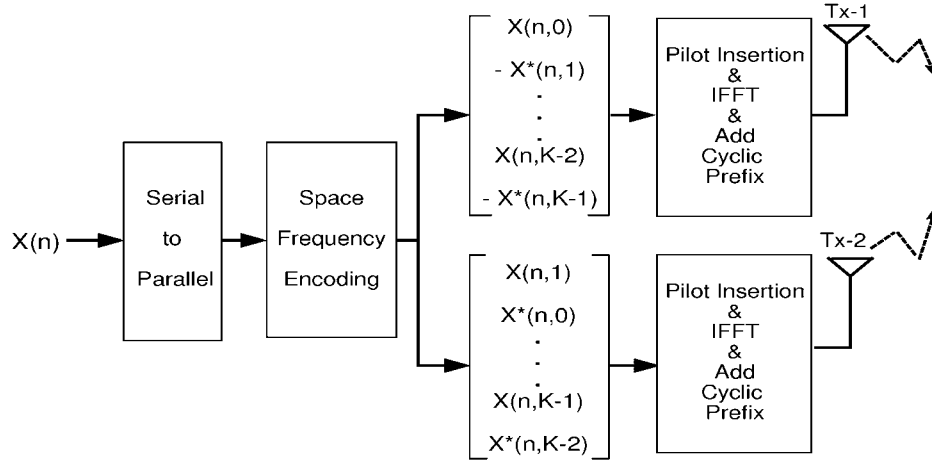 X(n)
Serial
to
Parallel
Space
Frequency
Encoding
X(n,0)
- X*(n,1)
.
.
.
X(n,K-2)
- X*(n,K-1)
Pilot Insertion
&
IFFT
&
Add
Cyclic
Prefix
Tx-1
X(n,1)
X*(n,0)
.
.
.
X(n,K-1)
X*(n,K-2)
Pilot Insertion
&
IFFT
&
Add
Cyclic
Prefix
Tx-2